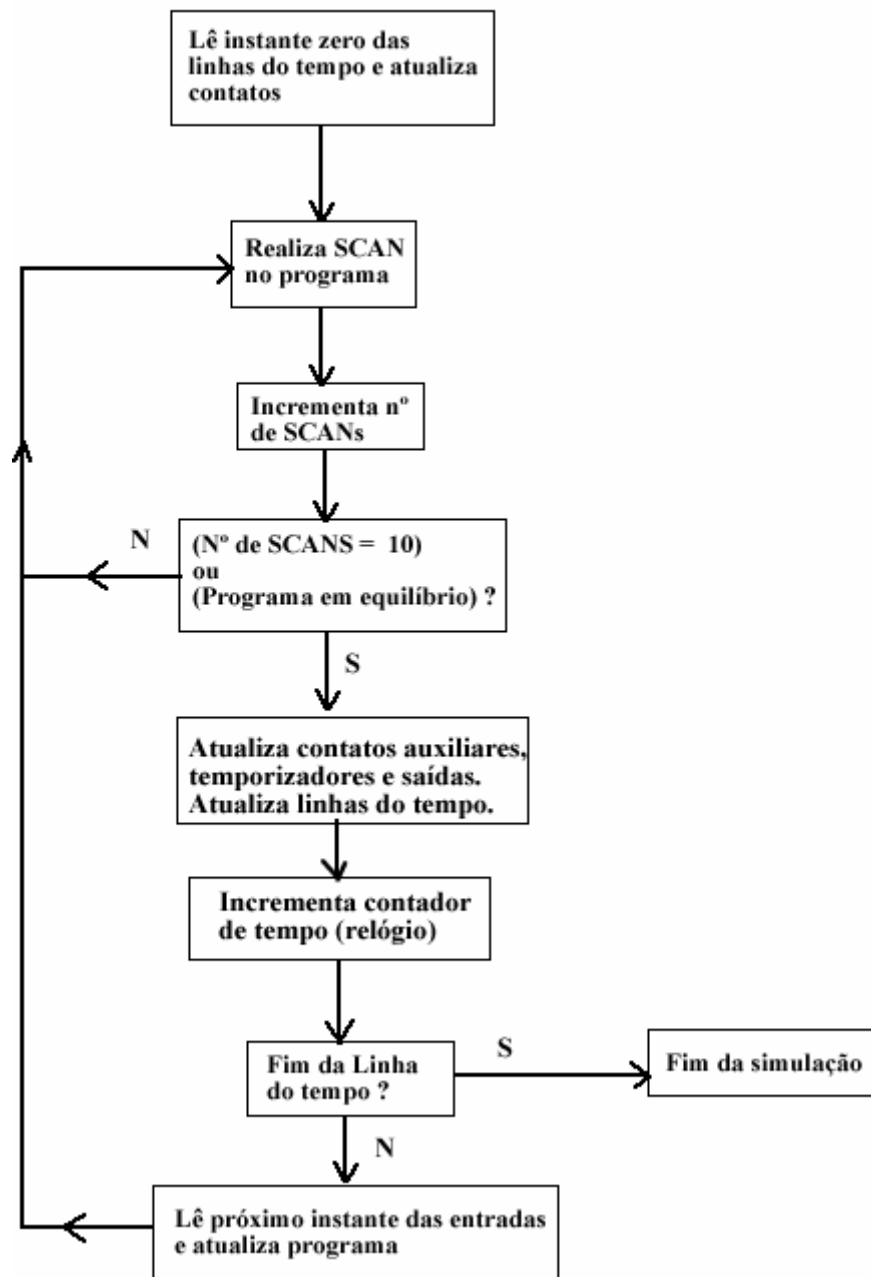 Lê instante zero das
linhas do tempo e atualiza
contatos
Realiza SCAN
no programa
Incrementa nº
de SCANs
N
(Nº de SCANS = 10)
ou
(Programa em equilíbrio) ?
S
Atualiza contatos auxiliares,
temporizadores e saídas.
Atualiza linhas do tempo.
Incrementa contador
de tempo (relógio)
Fim da Linha
do tempo ?
S
Fim da simulação
N
Lê próximo instante das entradas
e atualiza programa